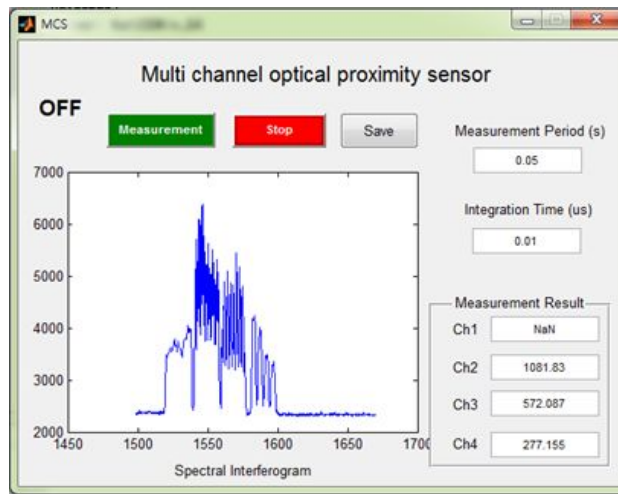 MCS
Multi channel optical proximity sensor
OFF
Measurement
Stop
Save
Measurement Period (s)
0.05
Integration Time (us)
0.01
7000
6000
5000
4000
3000
2000
1450 1500 1550 1600 1650 1700
Spectral Interferogram
Measurement Result
Ch1 NaN
Ch2 1081.83
Ch3 572.087
Ch4 277.155